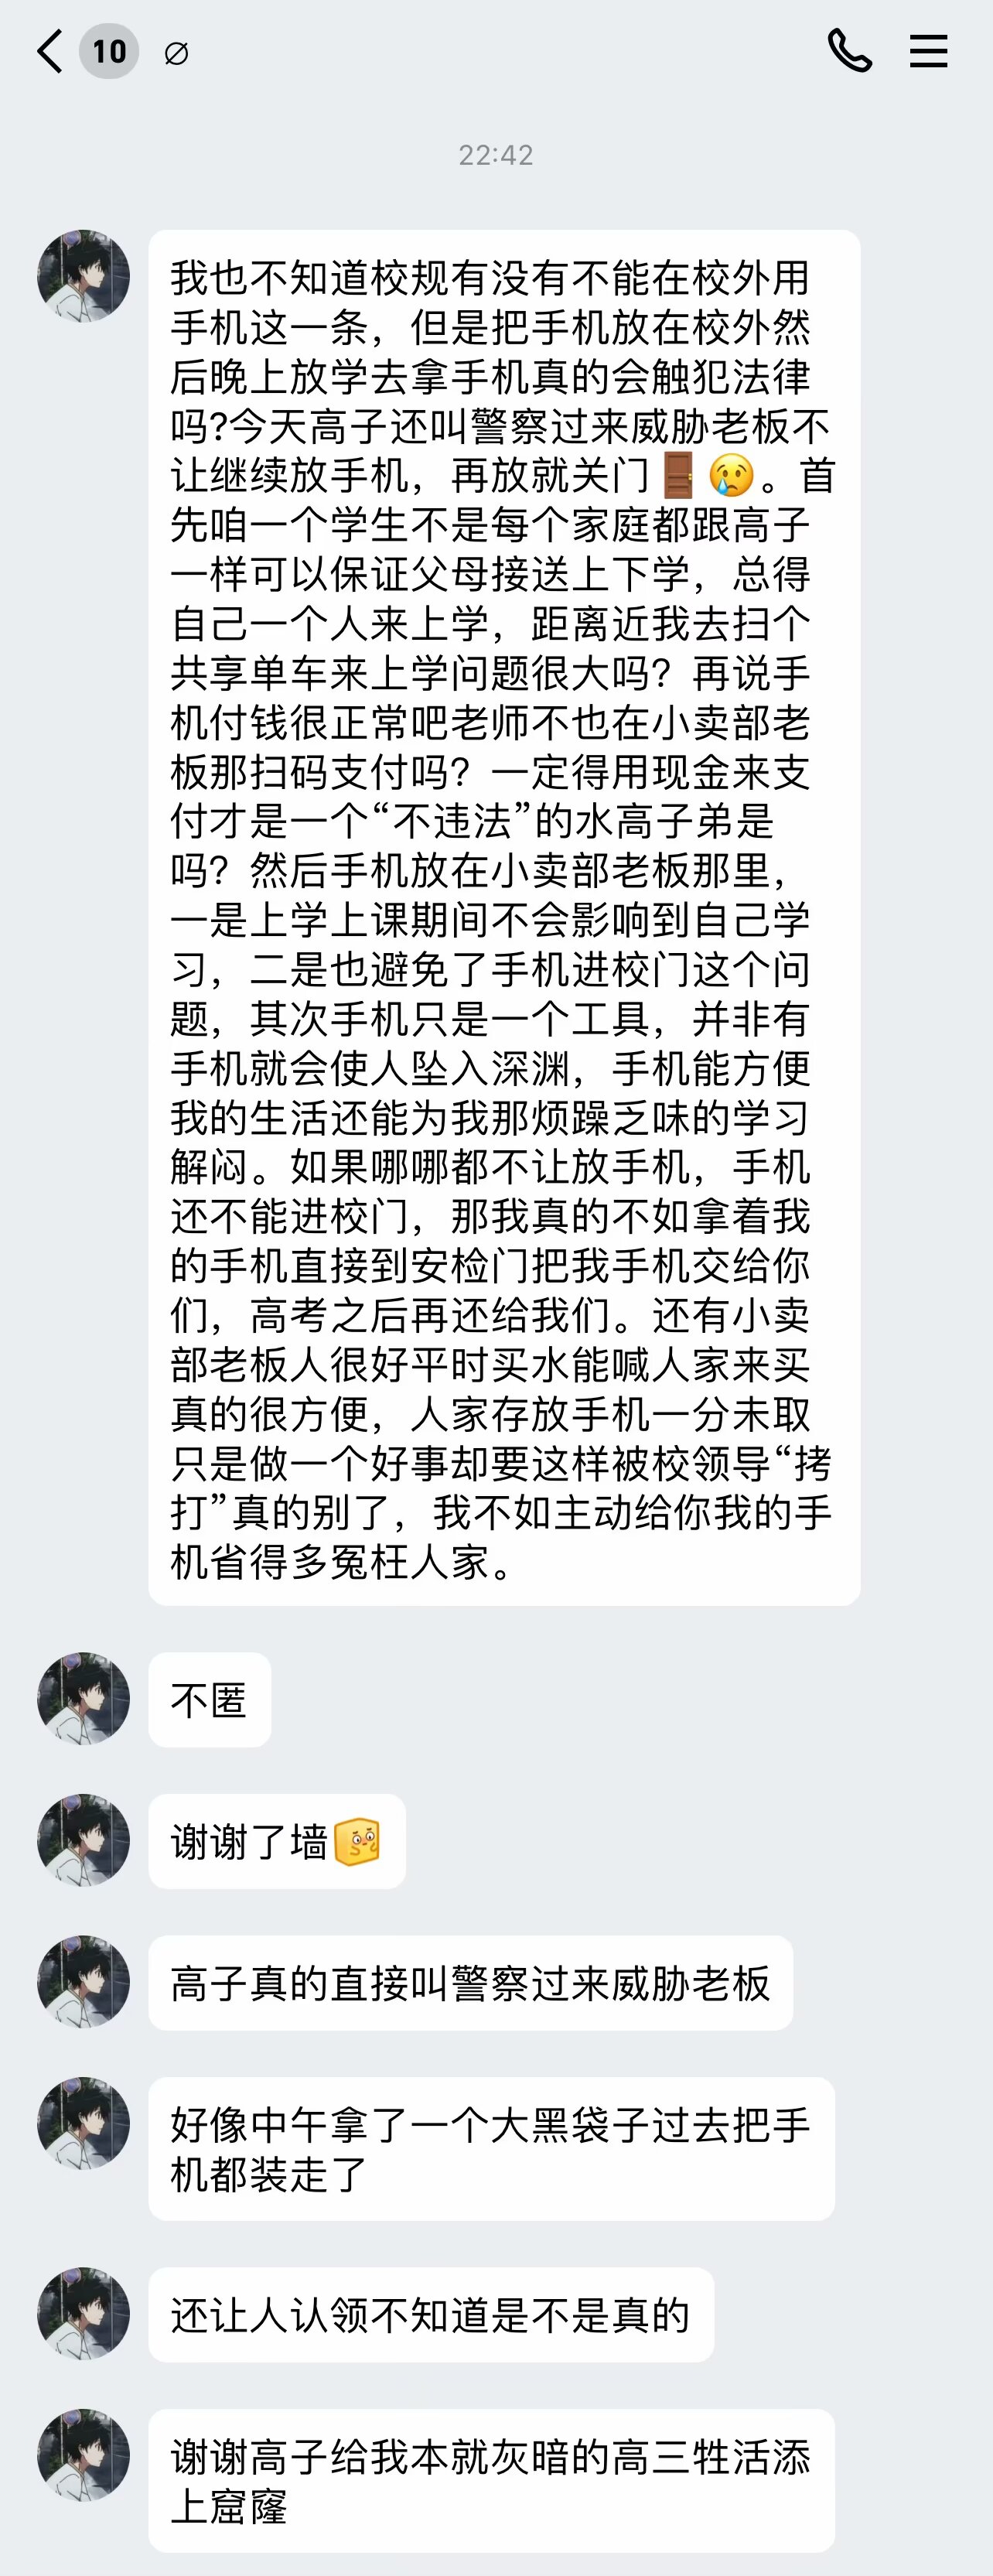 10 ∅
22:42
我也不知道校规有没有不能在校外用
手机这一条，但是把手机放在校外然
后晚上放学去拿手机真的会触犯法律
吗?今天高子还叫警察过来威胁老板不
让继续放手机，再放就关门🚪😢。首
先咱一个学生不是每个家庭都跟高子
一样可以保证父母接送上下学，总得
自己一个人来上学，距离近我去扫个
共享单车来上学问题很大吗？再说手
机付钱很正常吧老师不也在小卖部老
板那扫码支付吗？一定得用现金来支
付才是一个“不违法”的水高子弟是
吗？然后手机放在小卖部老板那里，
一是上学上课期间不会影响到自己学
习，二是也避免了手机进校门这个问
题，其次手机只是一个工具，并非有
手机就会使人坠入深渊，手机能方便
我的生活还能为我那烦躁乏味的学习
解闷。如果哪哪都不让放手机，手机
还不能进校门，那我真的不如拿着我
的手机直接到安检门把我手机交给你
们，高考之后再还给我们。还有小卖
部老板人很好平时买水能喊人家来买
真的很方便，人家存放手机一分未取
只是做一个好事却要这样被校领导“拷
打”真的别了，我不如主动给你我的手
机省得多冤枉人家。
不匿
谢谢了墙
高子真的直接叫警察过来威胁老板
好像中午拿了一个大黑袋子过去把手
机都装走了
还让人认领不知道是不是真的
谢谢高子给我本就灰暗的高三牲活添
上窟窿